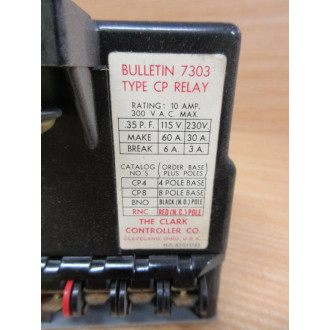 BULLETIN 7303
TYPE CP RELAY
RATING: 10 AMP.
300 V A C. MAX.
.35 P. F. 115 V. 230V.
MAKE 60 A. 30 A.
BREAK 6 A. 3 A.
CATALOG NO.'S (ORDER BASE PLUS POLES)
CP4 4 POLE BASE
CP8 8 POLE BASE
BNO BLACK (N.O.) POLE
RNC RED (N.C.) POLE
THE CLARK
CONTROLLER CO.
CLEVELAND, OHIO U.S.A.